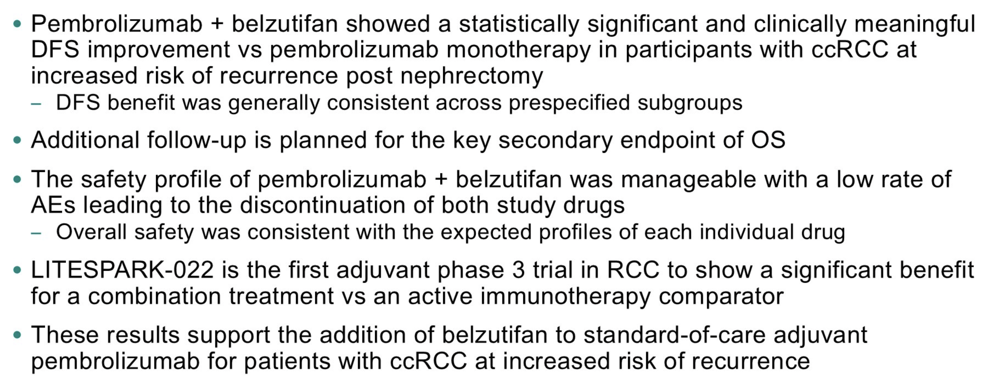 • Pembrolizumab + belzutifan showed a statistically significant and clinically meaningful
DFS improvement vs pembrolizumab monotherapy in participants with ccRCC at
increased risk of recurrence post nephrectomy
– DFS benefit was generally consistent across prespecified subgroups
• Additional follow-up is planned for the key secondary endpoint of OS
• The safety profile of pembrolizumab + belzutifan was manageable with a low rate of
AEs leading to the discontinuation of both study drugs
– Overall safety was consistent with the expected profiles of each individual drug
• LITESPARK-022 is the first adjuvant phase 3 trial in RCC to show a significant benefit
for a combination treatment vs an active immunotherapy comparator
• These results support the addition of belzutifan to standard-of-care adjuvant
pembrolizumab for patients with ccRCC at increased risk of recurrence